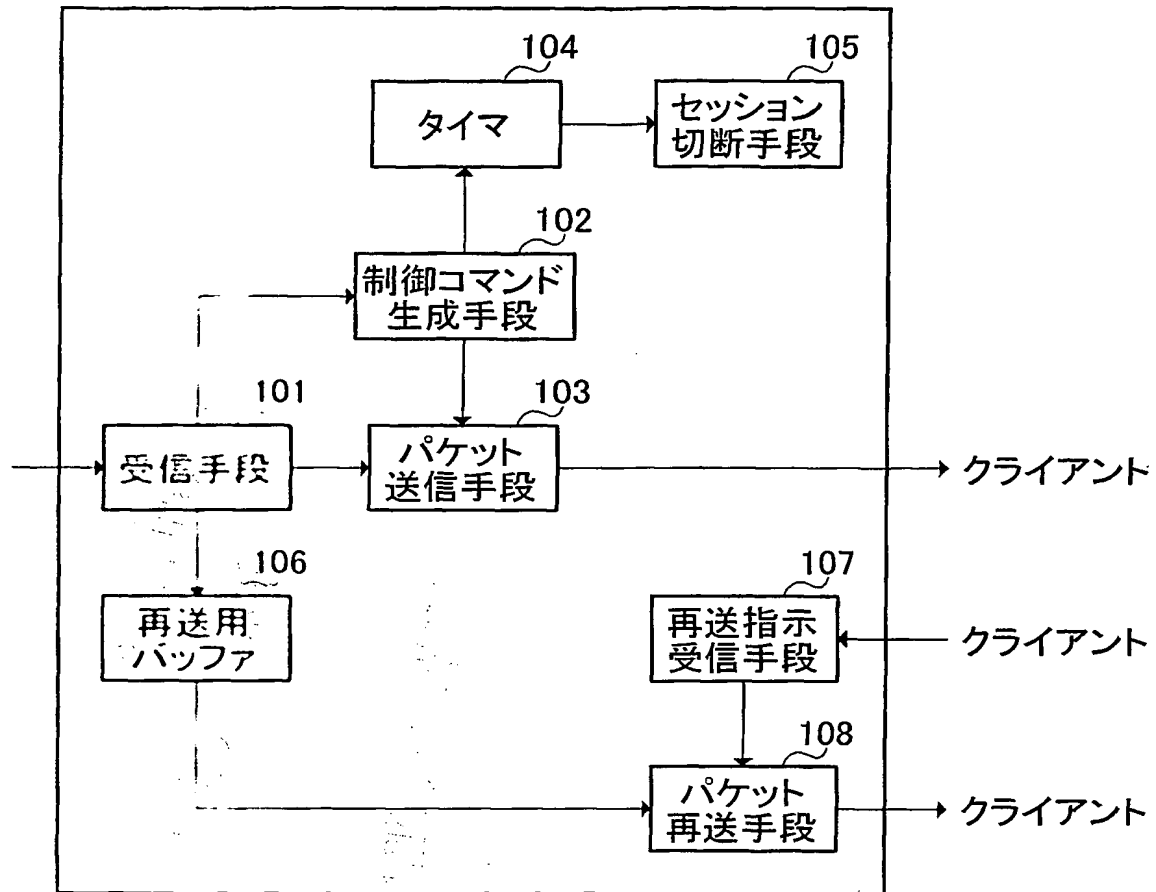 104
105
タイマ
セッション
切断手段
102
制御コマンド
生成手段
101
103
受信手段
パケット
送信手段
クライアント
106
107
再送用
バッファ
再送指示
受信手段
クライアント
108
パケット
再送手段
クライアント